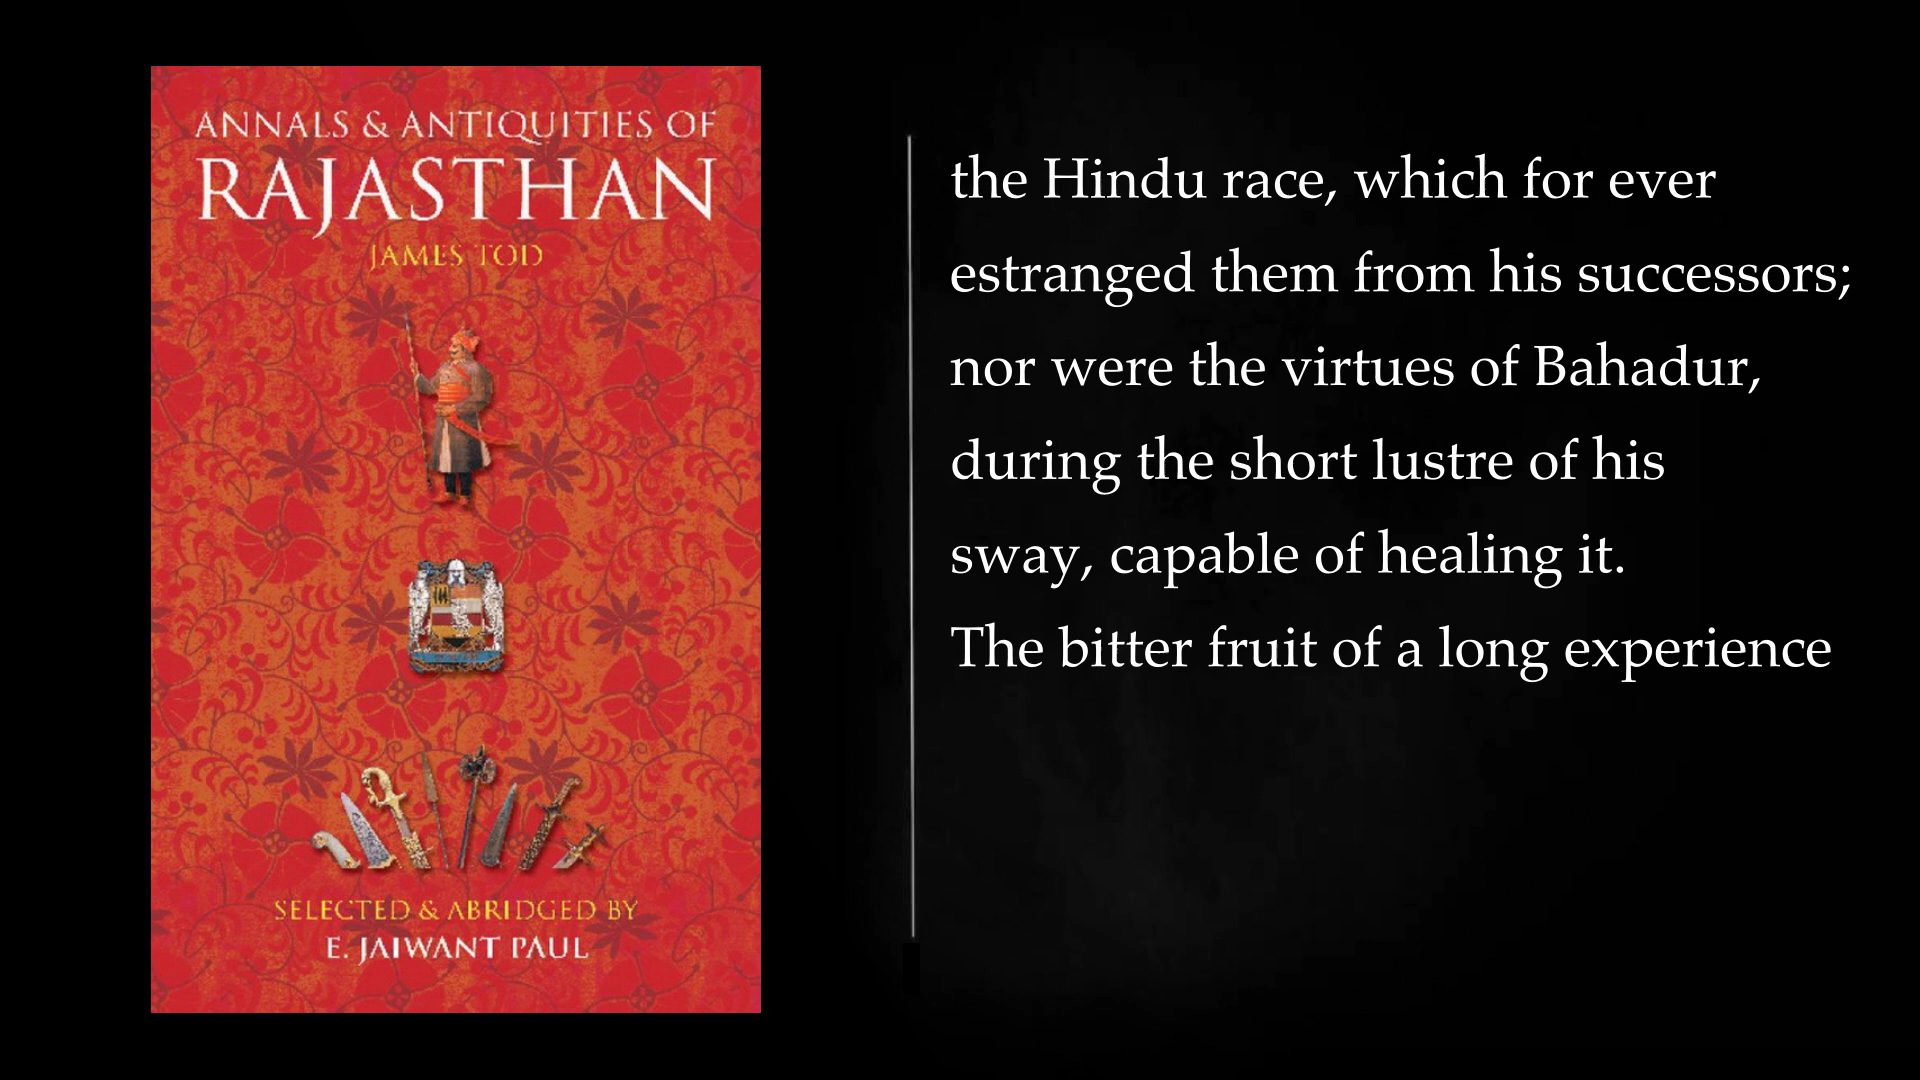 ANNALS & ANTIQUITIES OF
RAJASTHAN
JAMES TOD
SELECTED & ABRIDGED BY
E. JAIWANT PAUL
the Hindu race, which for ever
estranged them from his successors;
nor were the virtues of Bahadur,
during the short lustre of his
sway, capable of healing it.
The bitter fruit of a long experience